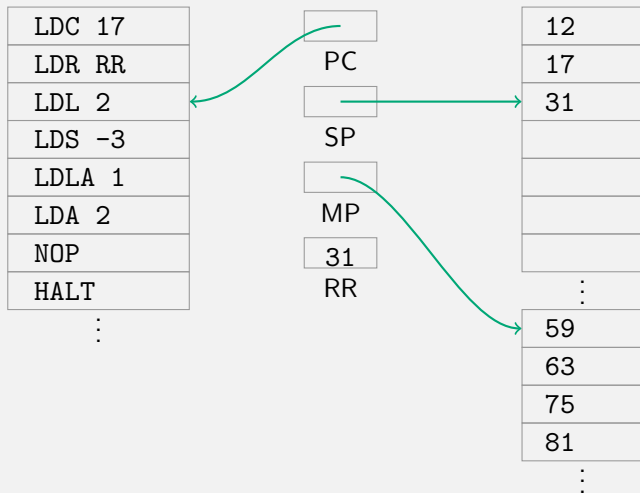 LDC 17
LDR RR
LDL 2
LDS -3
LDLA 1
LDA 2
NOP
HALT
⋮
PC
SP
MP
31
RR
12
17
31
⋮
59
63
75
81
⋮